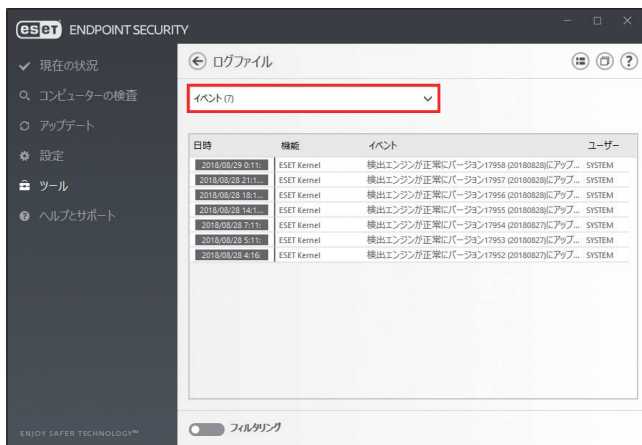 eset ENDPOINT SECURITY
現在の状況
コンピューターの検査
アップデート
設定
ツール
ヘルプとサポート
ENJOY SAFER TECHNOLOGY™
ログファイル
?
イベント (7)
日時 機能 イベント ユーザー
2018/08/29 0:11: ESET Kernel 検出エンジンが正常にバージョン17958 (20180828)にアップ... SYSTEM
2018/08/28 21:1... ESET Kernel 検出エンジンが正常にバージョン17957 (20180828)にアップ... SYSTEM
2018/08/28 18:1... ESET Kernel 検出エンジンが正常にバージョン17956 (20180828)にアップ... SYSTEM
2018/08/28 14:1... ESET Kernel 検出エンジンが正常にバージョン17955 (20180828)にアップ... SYSTEM
2018/08/28 7:11: ESET Kernel 検出エンジンが正常にバージョン17954 (20180827)にアップ... SYSTEM
2018/08/28 5:11: ESET Kernel 検出エンジンが正常にバージョン17953 (20180827)にアップ... SYSTEM
2018/08/28 4:16: ESET Kernel 検出エンジンが正常にバージョン17952 (20180827)にアップ... SYSTEM
フィルタリング